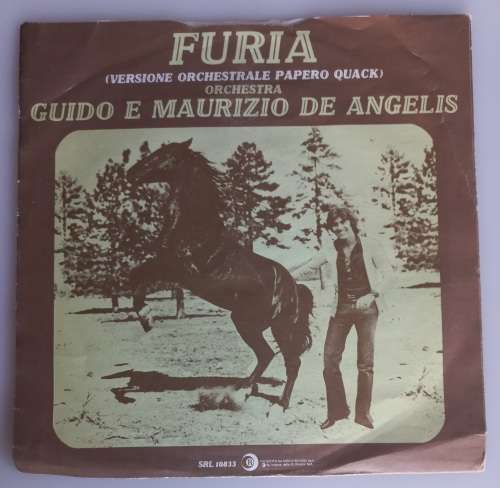 FURIA
(VERSIONE ORCHESTRALE PAPERO QUACK)
ORCHESTRA
GUIDO E MAURIZIO DE ANGELIS
SRL 10833
R